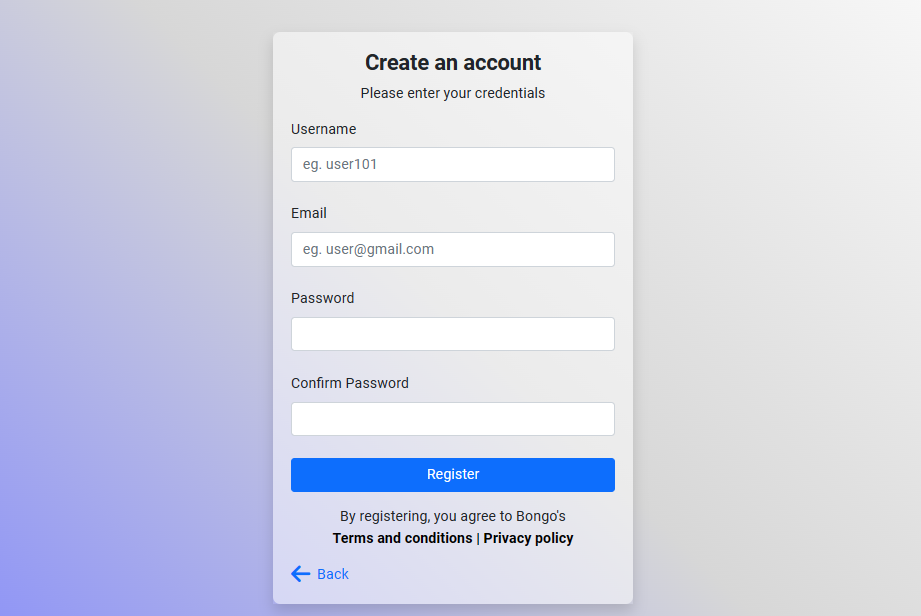 Create an account
Please enter your credentials
Username
eg. user101
Email
eg. user@gmail.com
Password
Confirm Password
Register
By registering, you agree to Bongo's
Terms and conditions | Privacy policy
Back